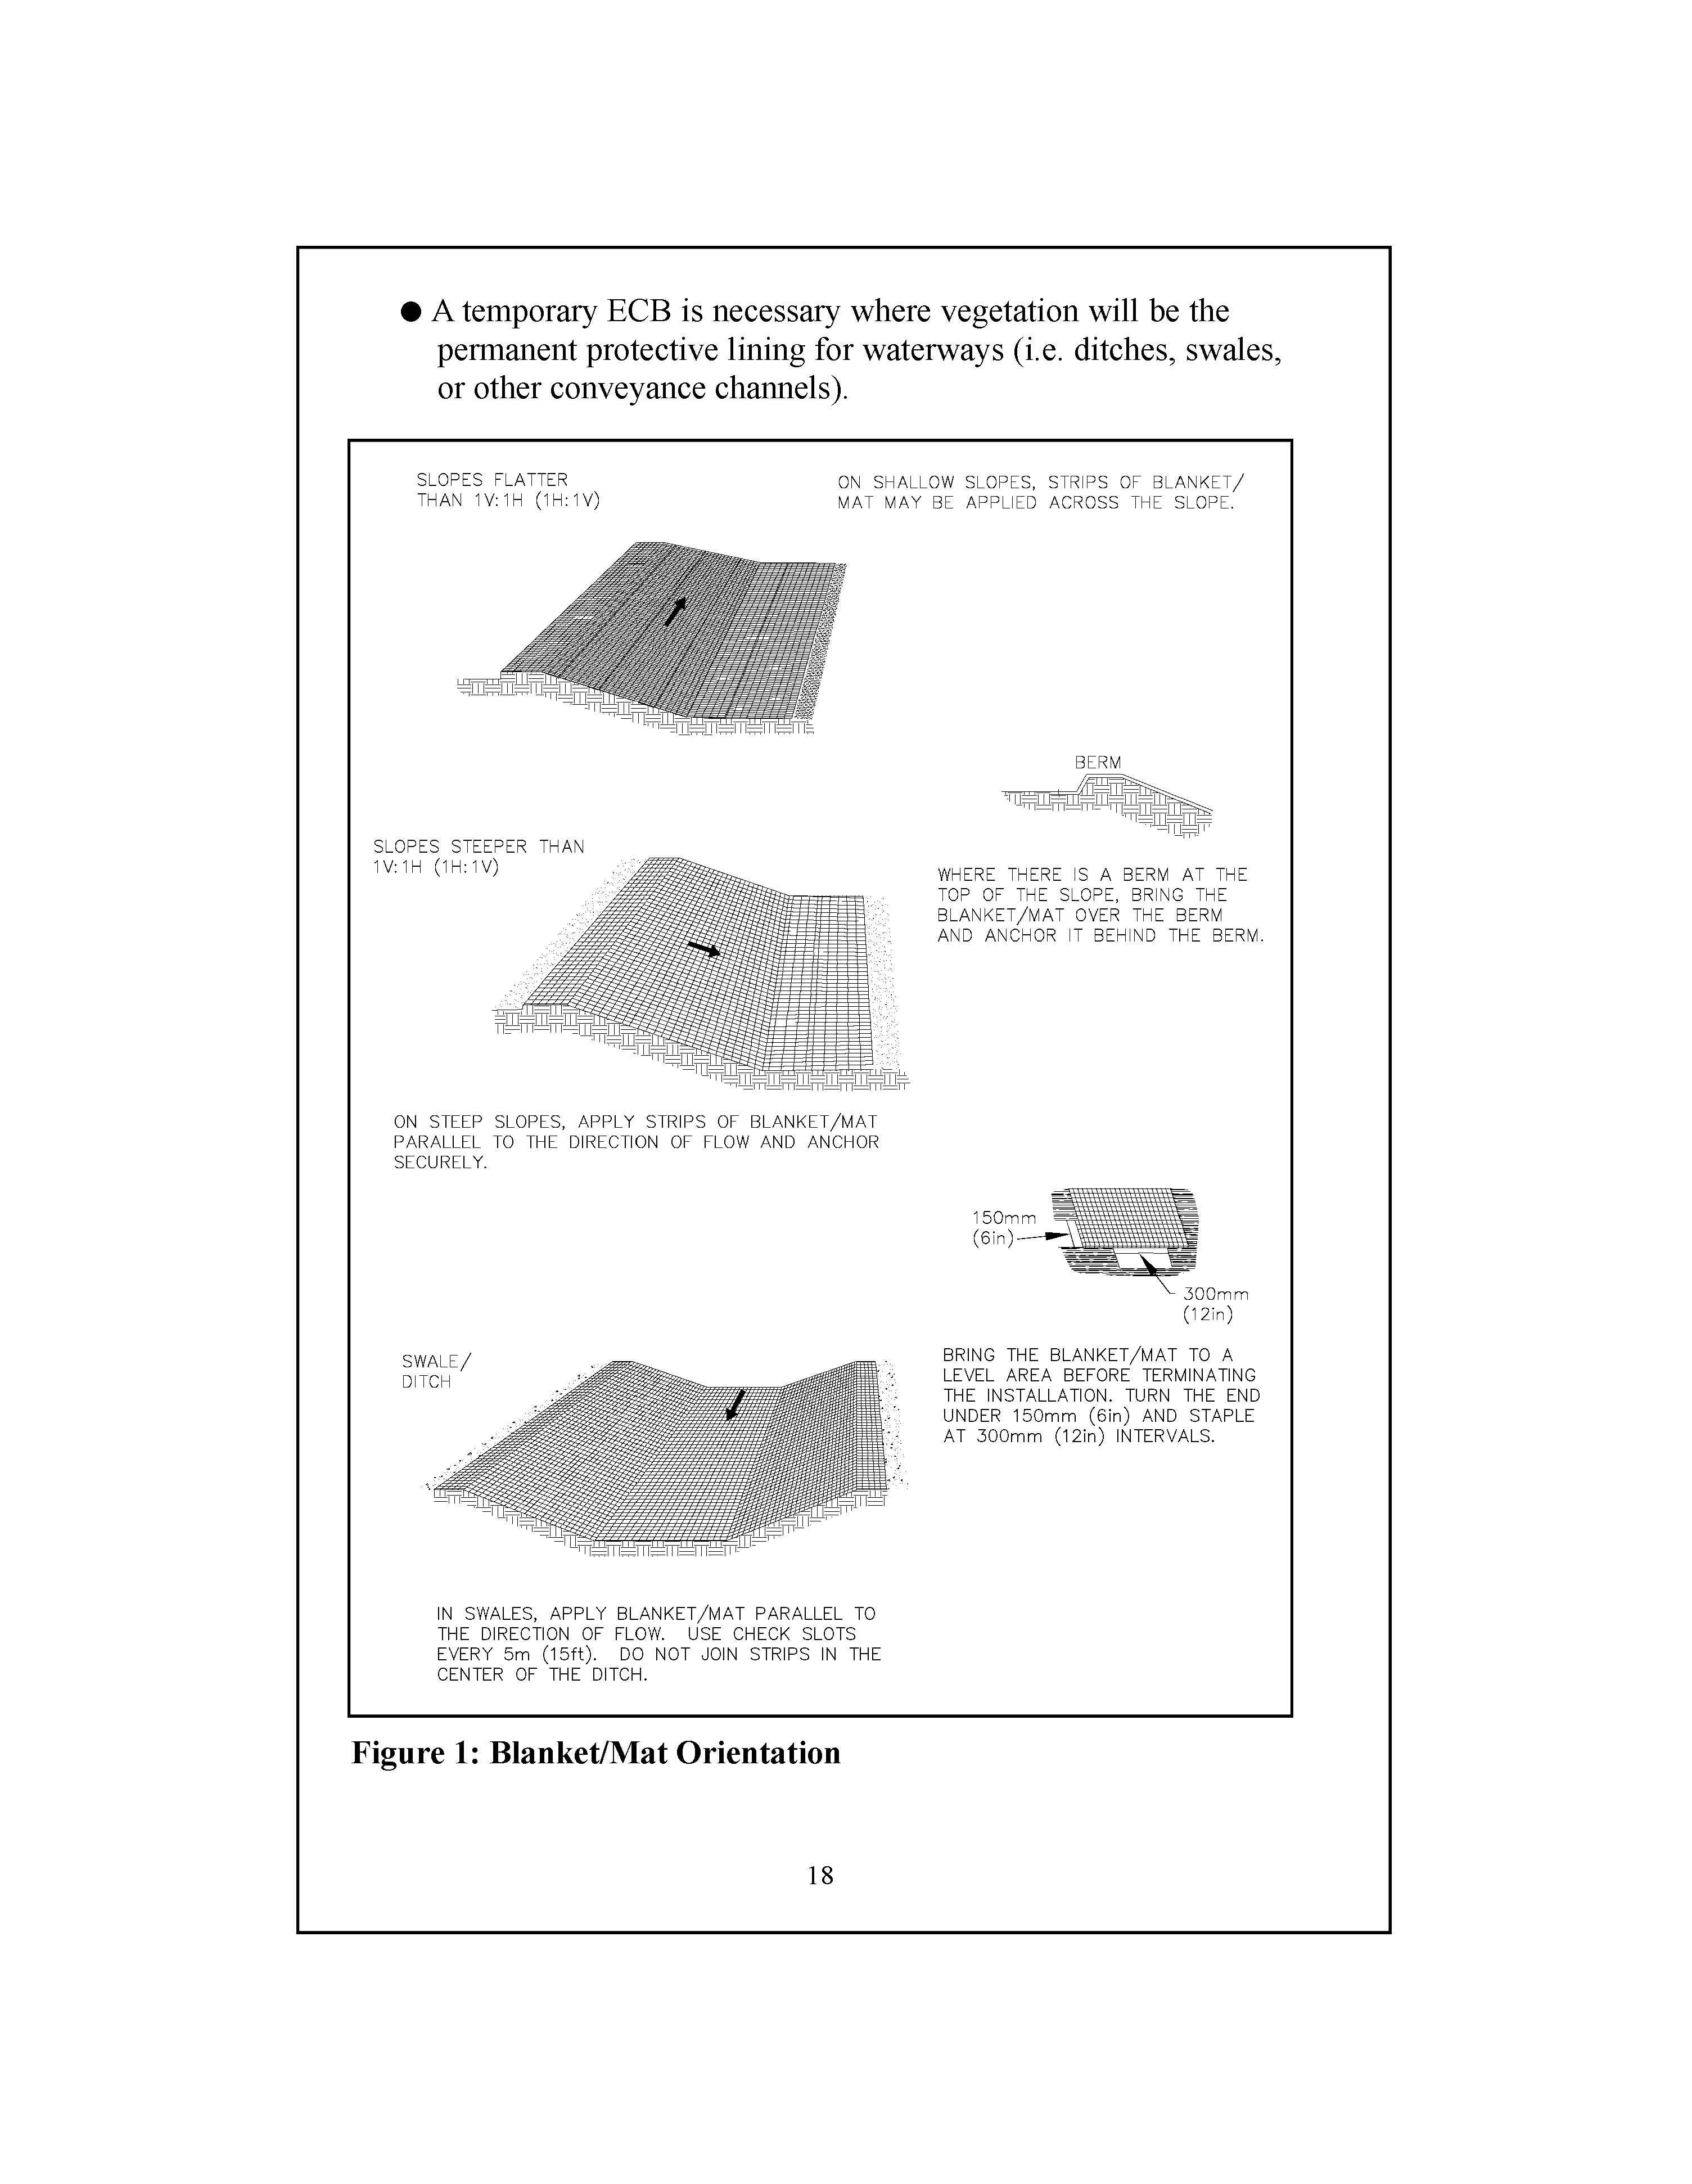 ● A temporary ECB is necessary where vegetation will be the
permanent protective lining for waterways (i.e. ditches, swales,
or other conveyance channels).
SLOPES FLATTER
THAN 1V:1H (1H:1V)
ON SHALLOW SLOPES, STRIPS OF BLANKET/
MAT MAY BE APPLIED ACROSS THE SLOPE.
BERM
SLOPES STEEPER THAN
1V:1H (1H:1V)
WHERE THERE IS A BERM AT THE
TOP OF THE SLOPE, BRING THE
BLANKET/MAT OVER THE BERM
AND ANCHOR IT BEHIND THE BERM.
ON STEEP SLOPES, APPLY STRIPS OF BLANKET/MAT
PARALLEL TO THE DIRECTION OF FLOW AND ANCHOR
SECURELY.
150mm
(6in)
300mm
(12in)
SWALE/
DITCH
BRING THE BLANKET/MAT TO A
LEVEL AREA BEFORE TERMINATING
THE INSTALLATION. TURN THE END
UNDER 150mm (6in) AND STAPLE
AT 300mm (12in) INTERVALS.
IN SWALES, APPLY BLANKET/MAT PARALLEL TO
THE DIRECTION OF FLOW. USE CHECK SLOTS
EVERY 5m (15ft). DO NOT JOIN STRIPS IN THE
CENTER OF THE DITCH.
Figure 1: Blanket/Mat Orientation
18